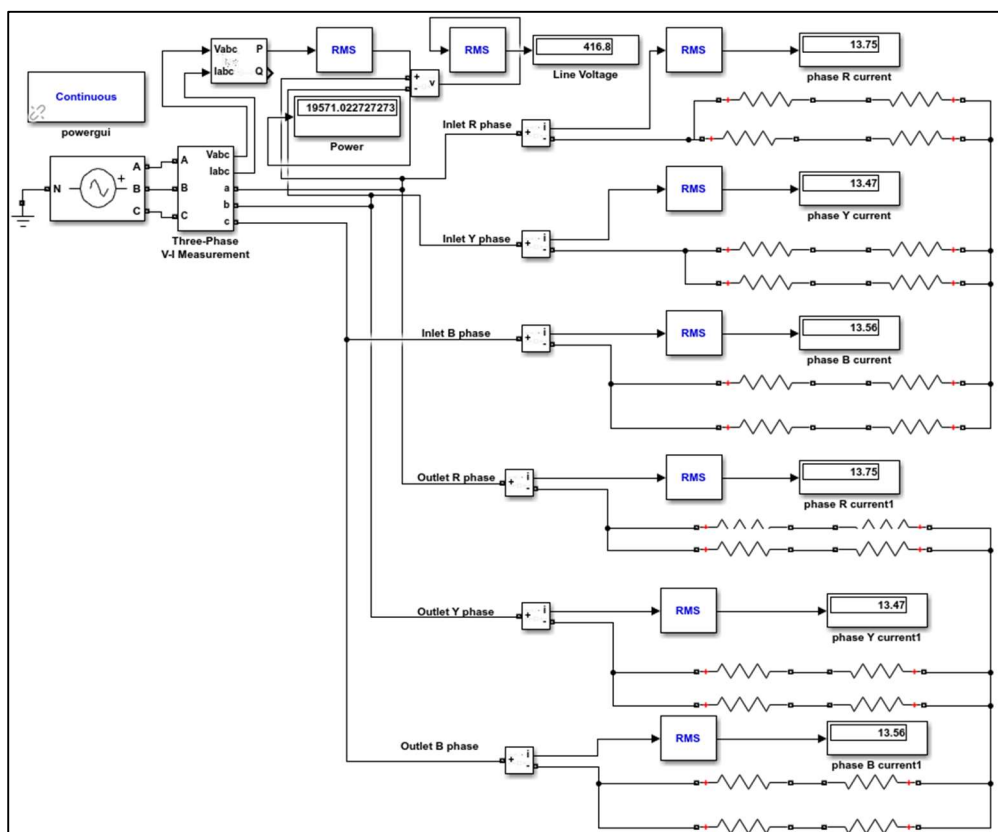 Continuous
powergui
N
A
B
C
+
A
B
C
Vabc
Iabc
a
b
c
Three-Phase
V-I Measurement
Vabc
Iabc
P
Q
RMS
19571.022727273
Power
+
-
v
RMS
416.8
Line Voltage
Inlet R phase
+
i
-
RMS
13.75
phase R current
Inlet Y phase
+
i
-
RMS
13.47
phase Y current
Inlet B phase
+
i
-
RMS
13.56
phase B current
Outlet R phase
+
i
-
RMS
13.75
phase R current1
Outlet Y phase
+
i
-
RMS
13.47
phase Y current1
Outlet B phase
+
i
-
RMS
13.56
phase B current1